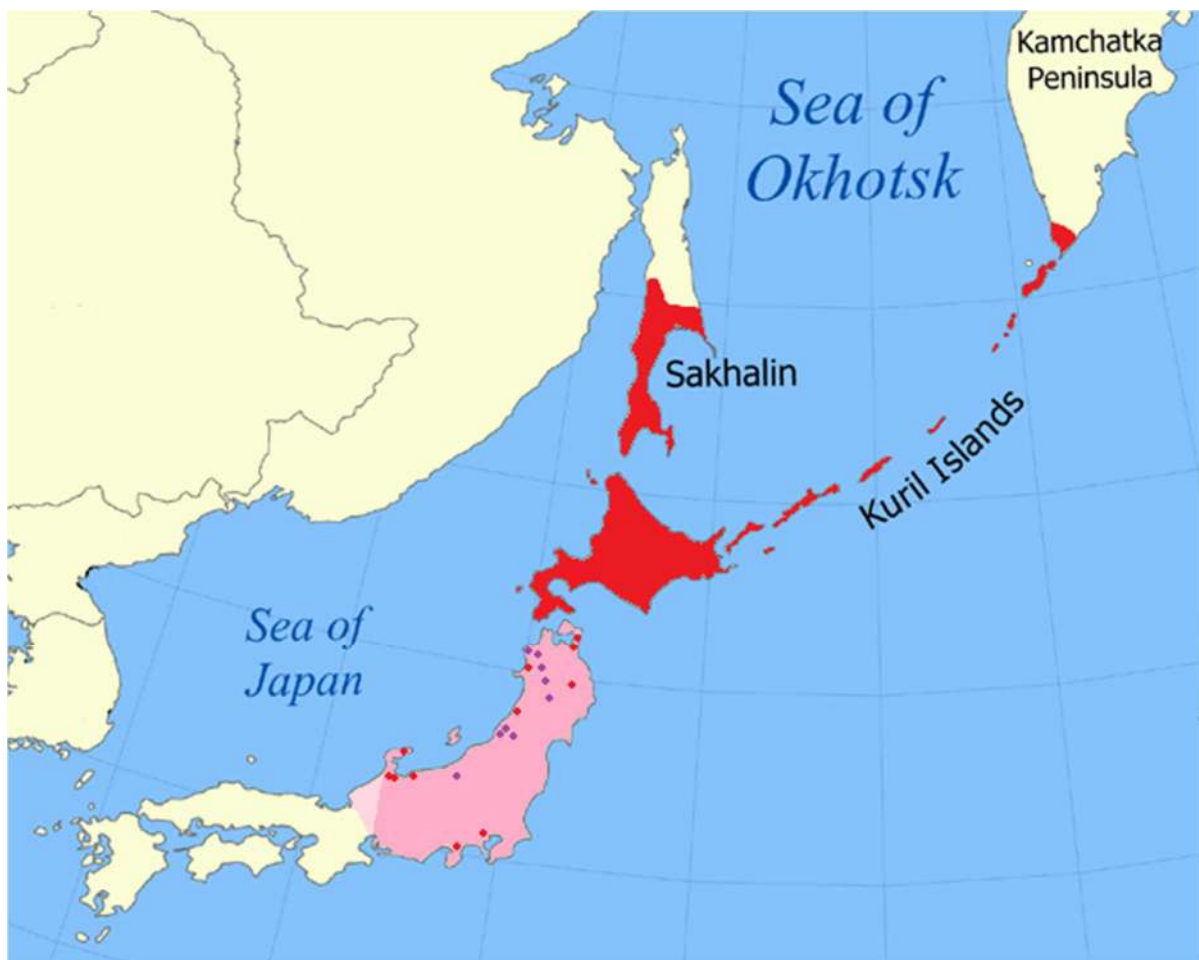 Kamchatka
Peninsula
Sea of
Okhotsk
Sakhalin
Kuril Islands
Sea of
Japan